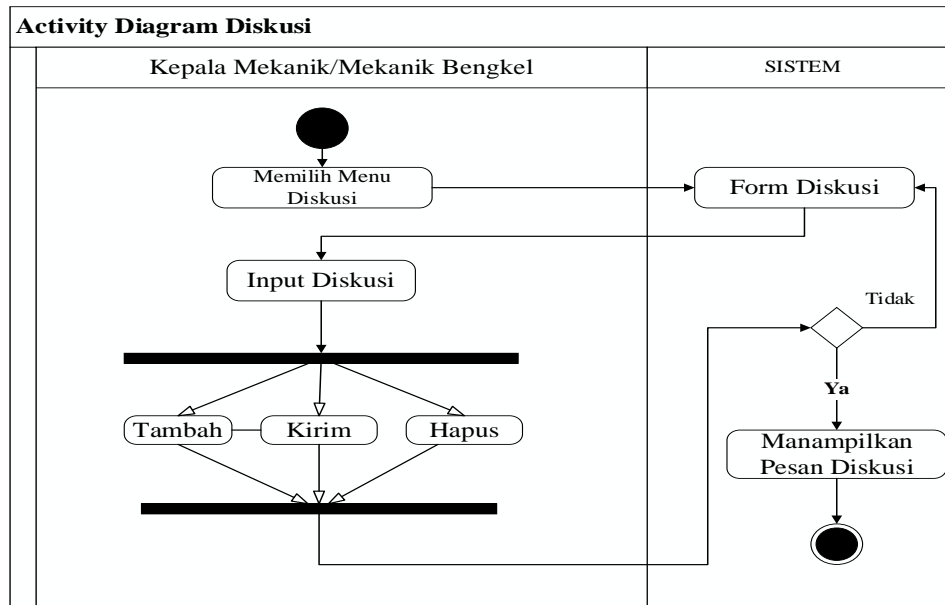 Activity Diagram Diskusi
Kepala Mekanik/Mekanik Bengkel
SISTEM
Memilih Menu
Diskusi
Form Diskusi
Input Diskusi
Tidak
Ya
Tambah
Kirim
Hapus
Manampilkan
Pesan Diskusi